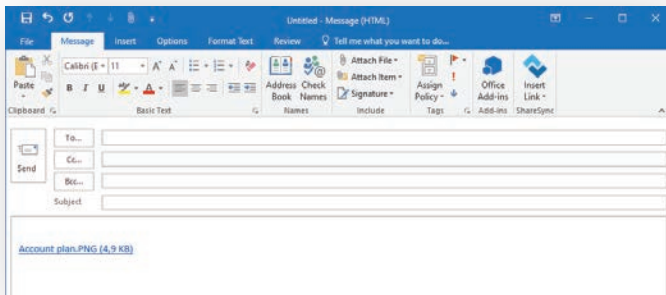 Untitled - Message (HTML)
File Message Insert Options Format Text Review Tell me what you want to do...
Paste
Calibri (E 11 A A
B I U A
Address Book
Check Names
Attach File
Attach Item
Signature
Assign Policy
Office Add-ins
Insert Link
Clipboard Basic Text Names Include Tags Add-ins ShareSync
Send
To...
Cc...
Bcc...
Subject
Account plan.PNG (4,9 KB)